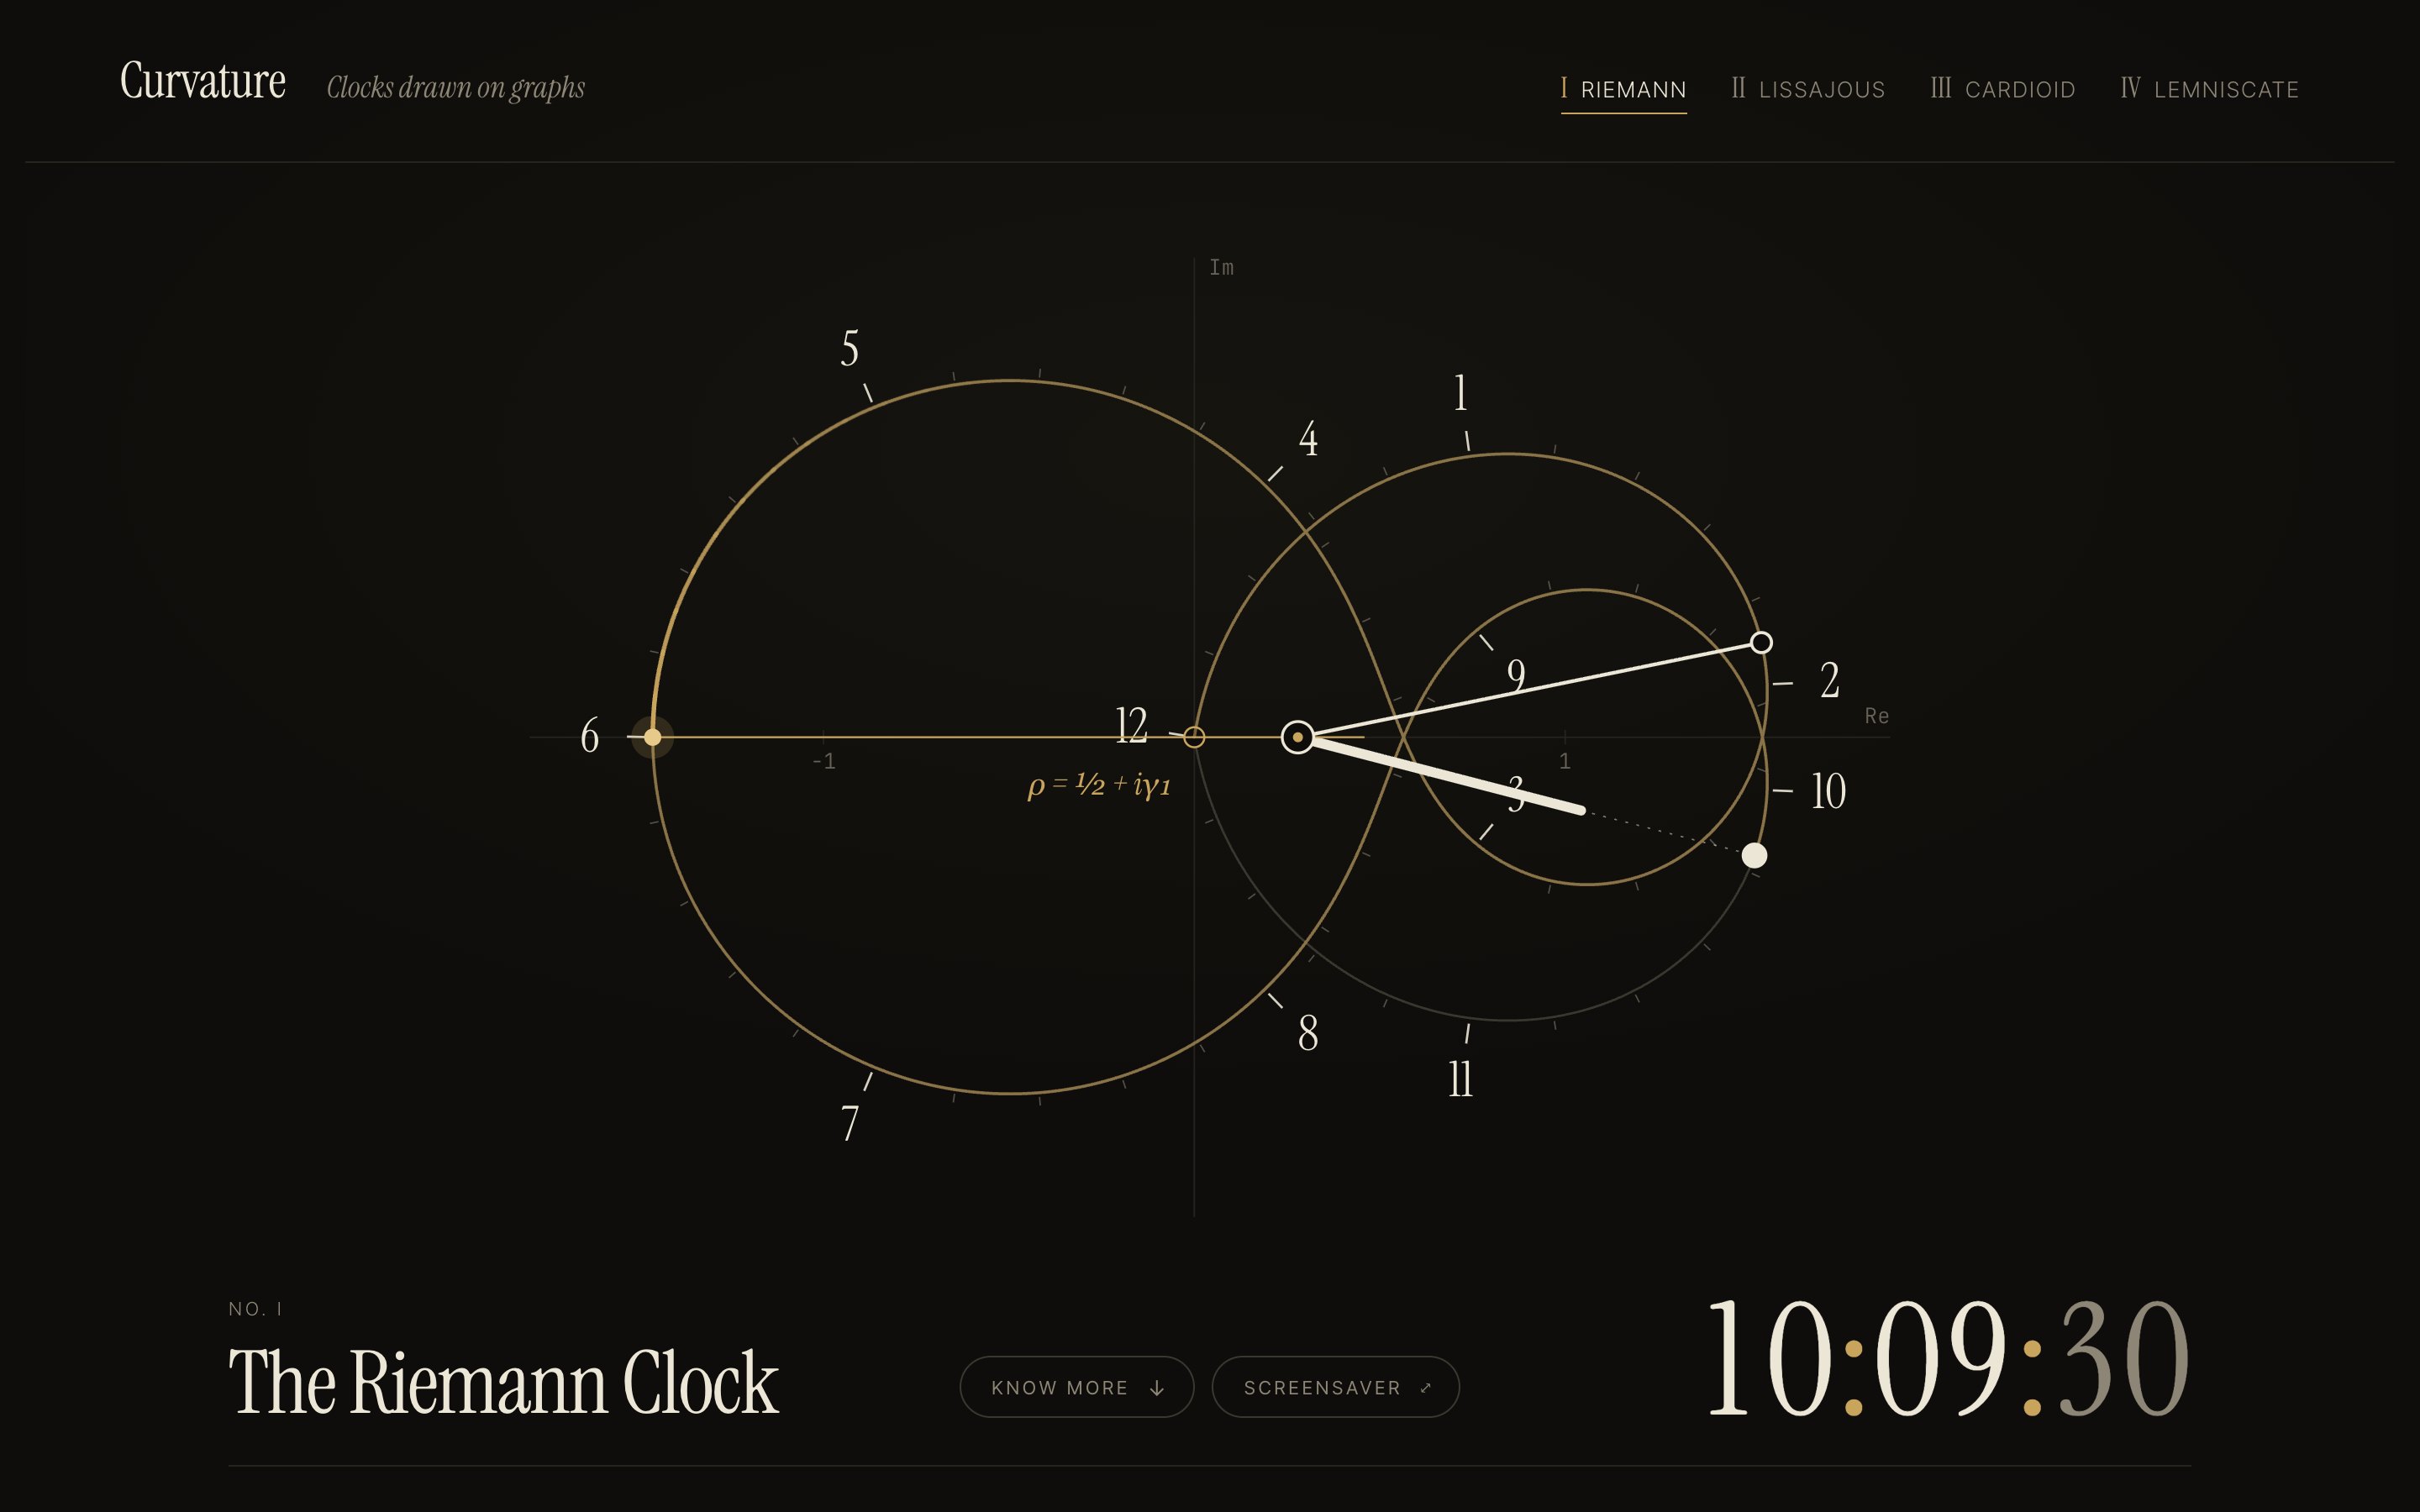 Curvature Clocks drawn on graphs I RIEMANN II LISSAJOUS III CARDIOID IV LEMNISCATE
Im
5
1
4
9
2
Re
6
12
-1
1
ρ = ½ + iγ1
3
10
8
11
7
NO. I
The Riemann Clock
KNOW MORE ↓
SCREENSAVER ⤢
10:09:30